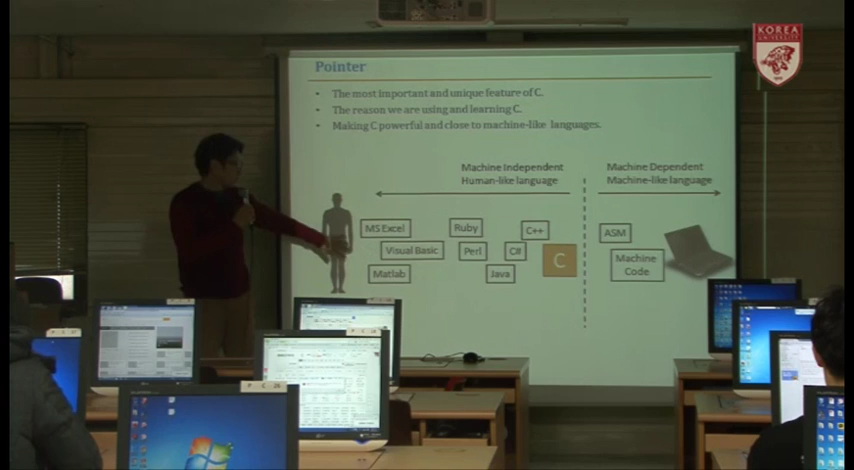 KOREA
UNIVERSITY
Pointer
• The most important and unique feature of C.
• The reason we are using and learning C.
• Making C powerful and close to machine-like languages.
Machine Independent
Human-like language
Machine Dependent
Machine-like language
MS Excel
Ruby
C++
ASM
Visual Basic
Perl
C#
C
Machine
Code
Matlab
Java